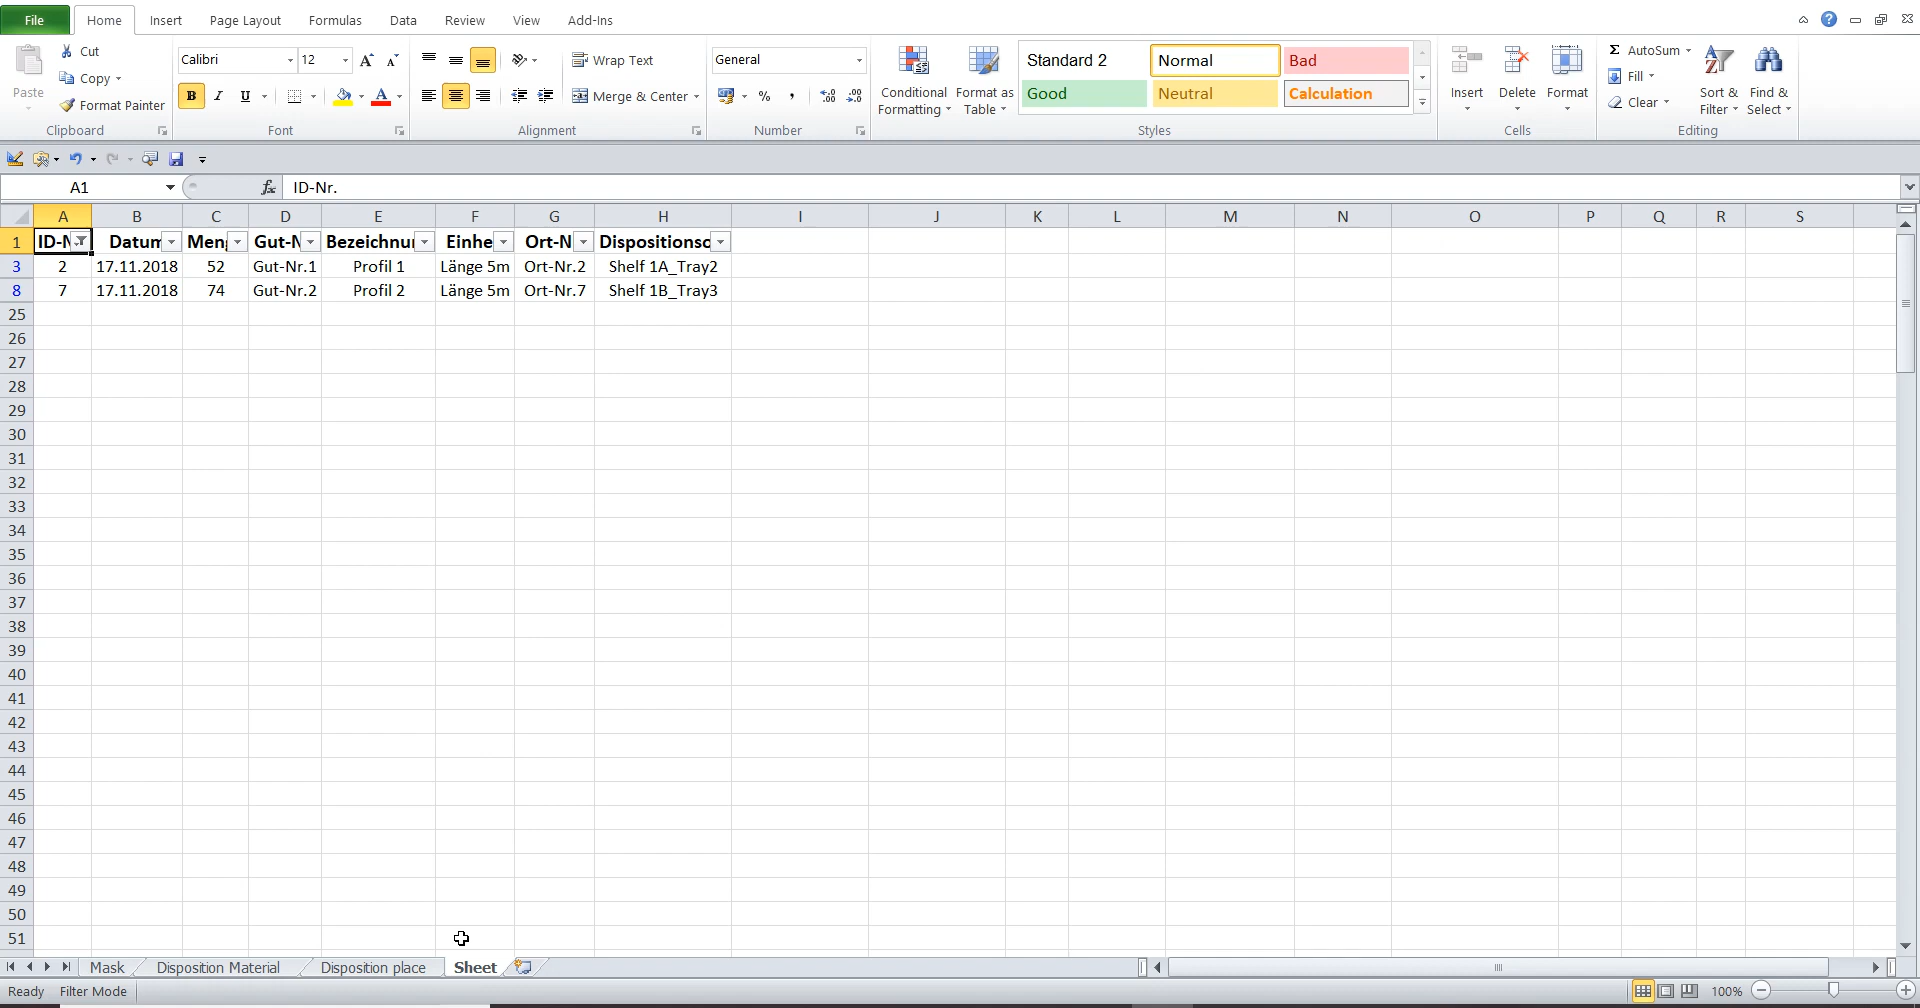 File Home Insert Page Layout Formulas Data Review View Add-Ins
Paste Cut Copy Format Painter Clipboard
Calibri 12 B I U Font
Wrap Text Merge & Center Alignment
General % , Number
Conditional Formatting Format as Table
Standard 2 Normal Bad
Good Neutral Calculation
Styles
Insert Delete Format Cells
Σ AutoSum Fill Clear Sort & Filter Find & Select Editing
A1 fx ID-Nr.
A B C D E F G H I J K L M N O P Q R S
1 ID-N Datum Meng Gut-N Bezeichnu Einhe Ort-N Dispositionsc
3 2 17.11.2018 52 Gut-Nr.1 Profil 1 Länge 5m Ort-Nr.2 Shelf 1A_Tray2
8 7 17.11.2018 74 Gut-Nr.2 Profil 2 Länge 5m Ort-Nr.7 Shelf 1B_Tray3
25
26
27
28
29
30
31
32
33
34
35
36
37
38
39
40
41
42
43
44
45
46
47
48
49
50
51
Mask Disposition Material Disposition place Sheet
Ready Filter Mode 100%